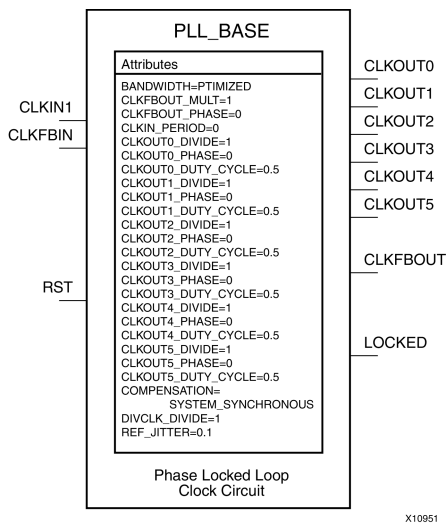 PLL_BASE
Attributes
BANDWIDTH=PTIMIZED
CLKFBOUT_MULT=1
CLKFBOUT_PHASE=0
CLKIN_PERIOD=0
CLKOUT0_DIVIDE=1
CLKOUT0_PHASE=0
CLKOUT0_DUTY_CYCLE=0.5
CLKOUT1_DIVIDE=1
CLKOUT1_PHASE=0
CLKOUT1_DUTY_CYCLE=0.5
CLKOUT2_DIVIDE=1
CLKOUT2_PHASE=0
CLKOUT2_DUTY_CYCLE=0.5
CLKOUT3_DIVIDE=1
CLKOUT3_PHASE=0
CLKOUT3_DUTY_CYCLE=0.5
CLKOUT4_DIVIDE=1
CLKOUT4_PHASE=0
CLKOUT4_DUTY_CYCLE=0.5
CLKOUT5_DIVIDE=1
CLKOUT5_PHASE=0
CLKOUT5_DUTY_CYCLE=0.5
COMPENSATION=
SYSTEM_SYNCHRONOUS
DIVCLK_DIVIDE=1
REF_JITTER=0.1
CLKIN1
CLKFBIN
RST
CLKOUT0
CLKOUT1
CLKOUT2
CLKOUT3
CLKOUT4
CLKOUT5
CLKFBOUT
LOCKED
Phase Locked Loop
Clock Circuit
X10951